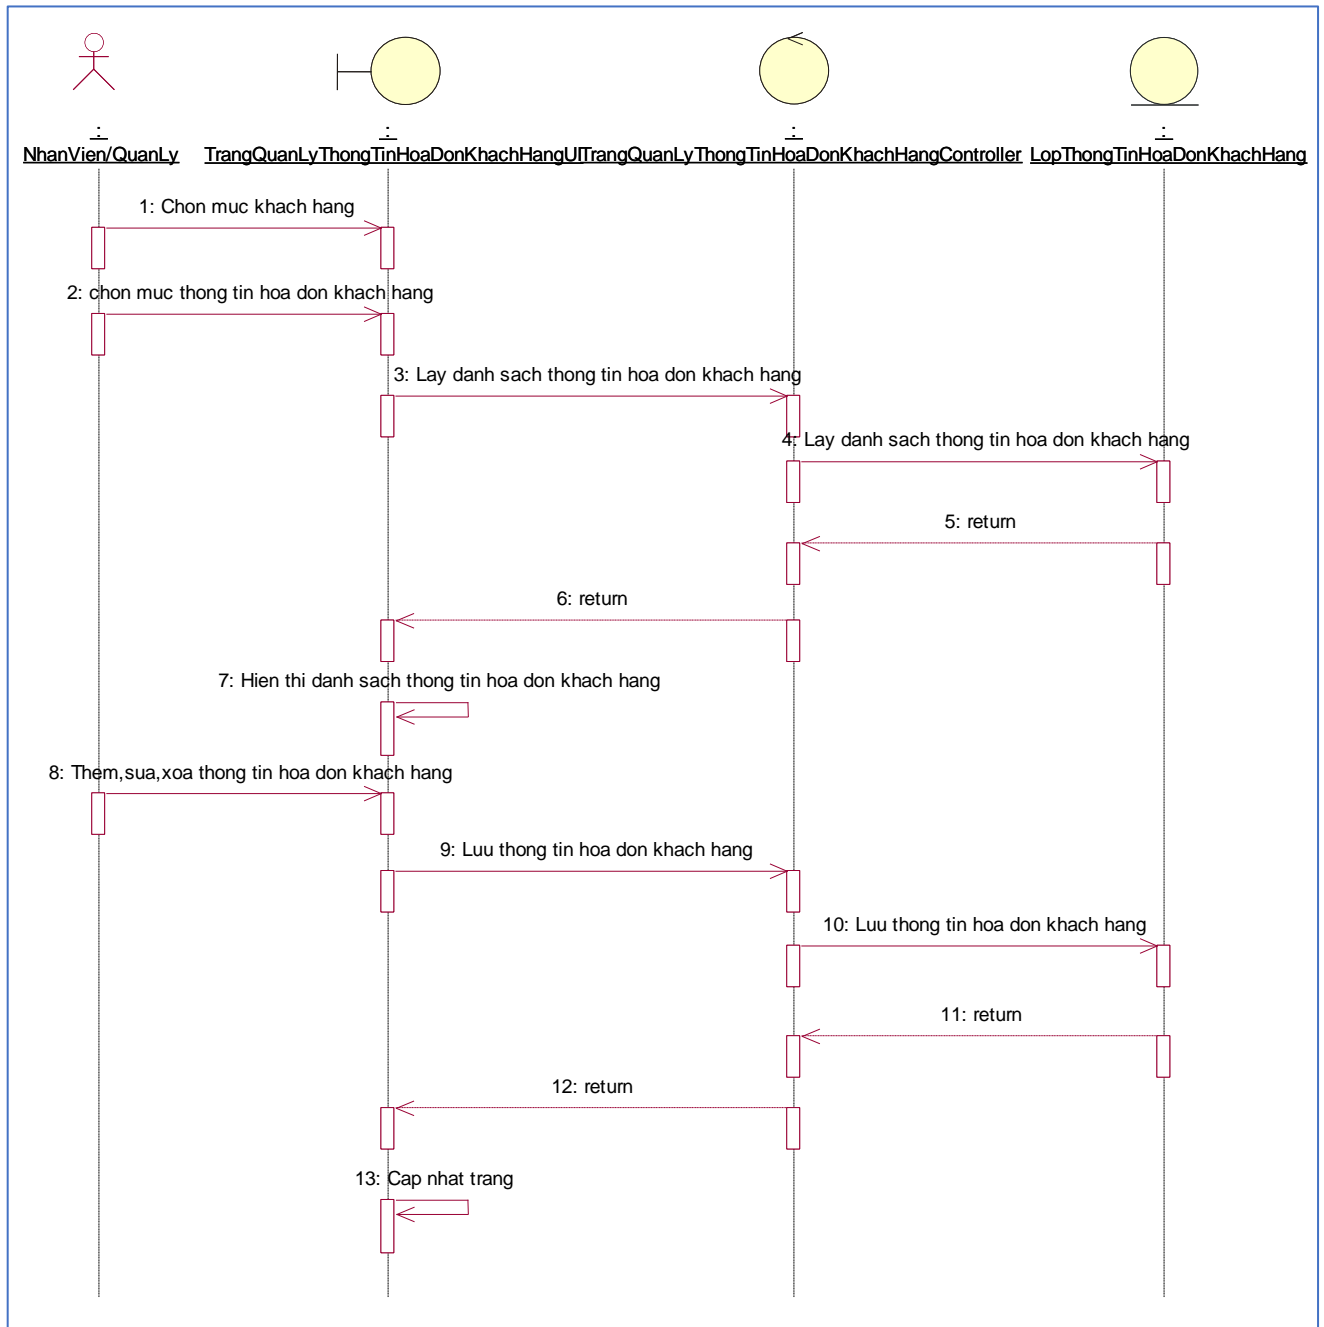 :
NhanVien/QuanLy
:
TrangQuanLyThongTinHoaDonKhachHangUI
:
TrangQuanLyThongTinHoaDonKhachHangController
:
LopThongTinHoaDonKhachHang
1: Chon muc khach hang
2: chon muc thong tin hoa don khach hang
3: Lay danh sach thong tin hoa don khach hang
4: Lay danh sach thong tin hoa don khach hang
5: return
6: return
7: Hien thi danh sach thong tin hoa don khach hang
8: Them,sua,xoa thong tin hoa don khach hang
9: Luu thong tin hoa don khach hang
10: Luu thong tin hoa don khach hang
11: return
12: return
13: Cap nhat trang